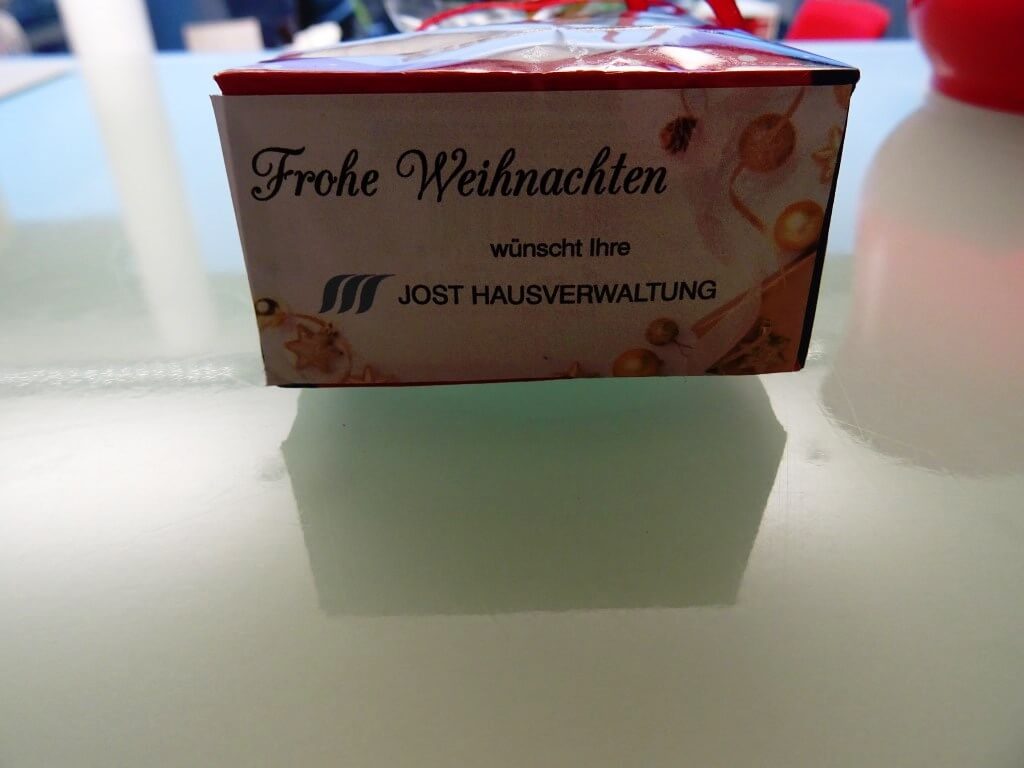 Frohe Weihnachten
wünscht Ihre
JOST HAUSVERWALTUNG